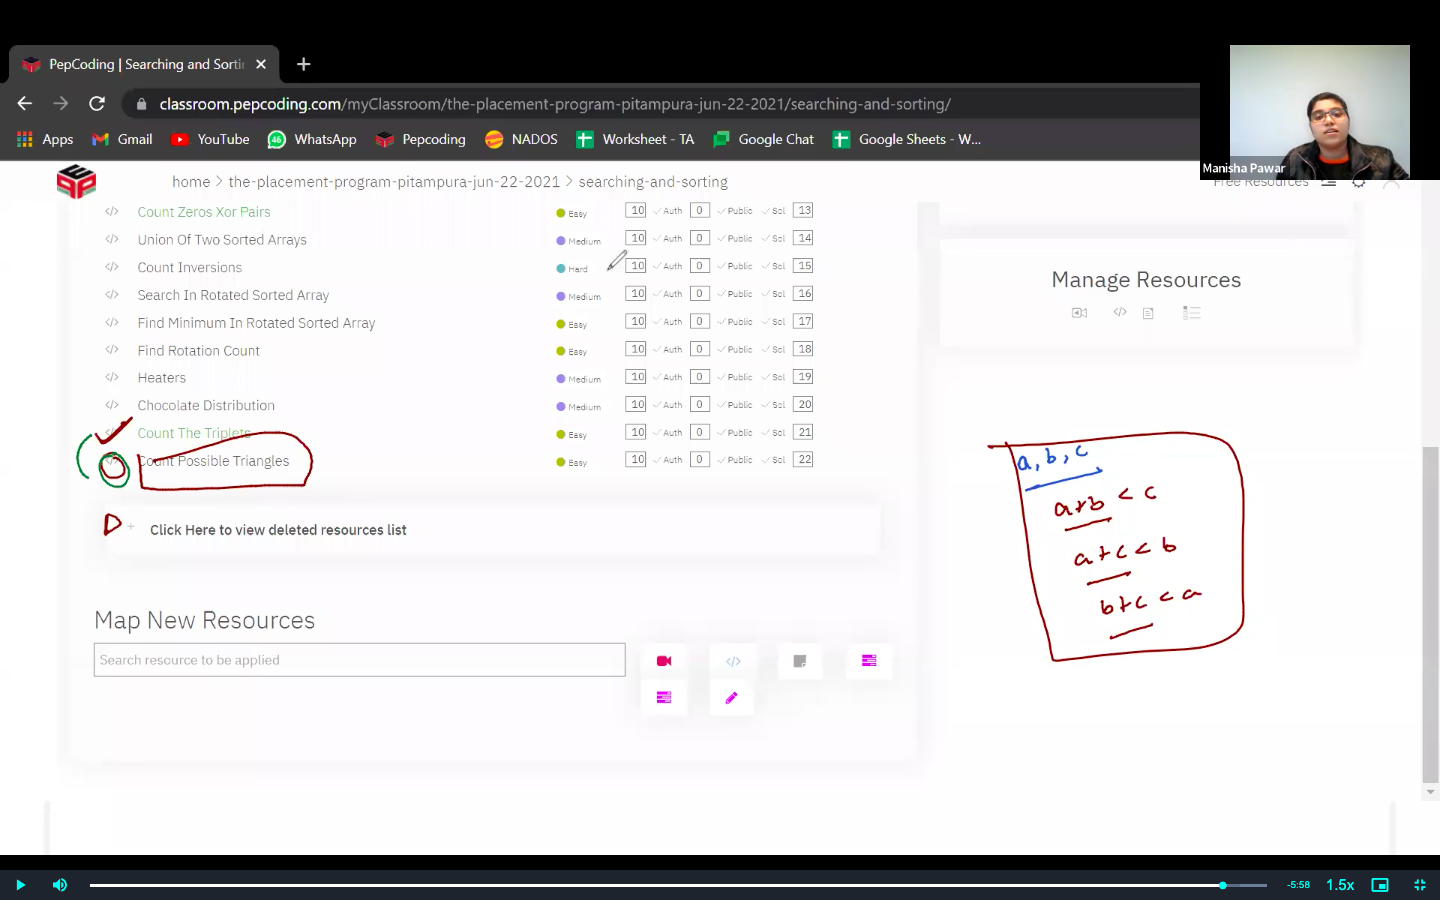 PepCoding | Searching and Sorti
classroom.pepcoding.com/myClassroom/the-placement-program-pitampura-jun-22-2021/searching-and-sorting/
Apps Gmail YouTube 46 WhatsApp Pepcoding NADOS Worksheet - TA Google Chat Google Sheets - W...
Manisha Pawar
home > the-placement-program-pitampura-jun-22-2021 > searching-and-sorting
Free Resources
Count Zeros Xor Pairs Easy 10 Auth 0 Public Sol 13
Union Of Two Sorted Arrays Medium 10 Auth 0 Public Sol 14
Count Inversions Hard 10 Auth 0 Public Sol 15
Search In Rotated Sorted Array Medium 10 Auth 0 Public Sol 16
Find Minimum In Rotated Sorted Array Easy 10 Auth 0 Public Sol 17
Find Rotation Count Easy 10 Auth 0 Public Sol 18
Heaters Medium 10 Auth 0 Public Sol 19
Chocolate Distribution Medium 10 Auth 0 Public Sol 20
Count The Triplets Easy 10 Auth 0 Public Sol 21
Count Possible Triangles Easy 10 Auth 0 Public Sol 22
Click Here to view deleted resources list
Map New Resources
Search resource to be applied
Manage Resources
a, b, c
a+b < c
a+c < b
b+c < a
-5:58 1.5x